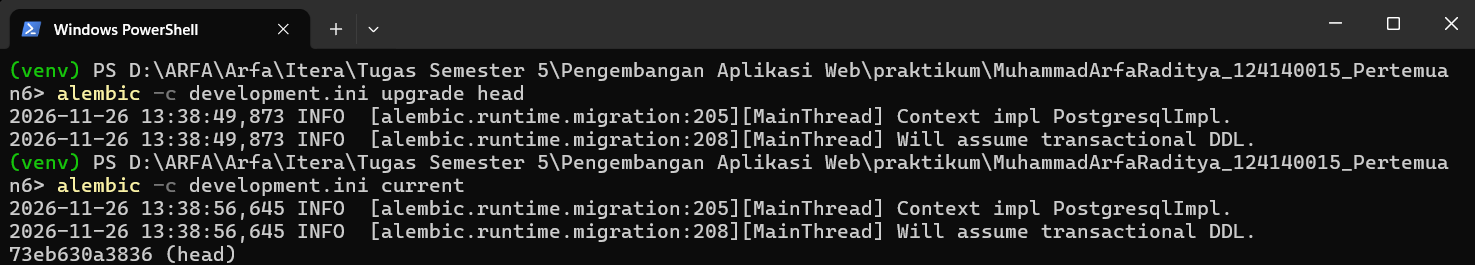 Windows PowerShell
(venv) PS D:\ARFA\Arfa\Itera\Tugas Semester 5\Pengembangan Aplikasi Web\praktikum\MuhammadArfaRaditya_124140015_Pertemua
n6> alembic -c development.ini upgrade head
2026-11-26 13:38:49,873 INFO  [alembic.runtime.migration:205][MainThread] Context impl PostgresqlImpl.
2026-11-26 13:38:49,873 INFO  [alembic.runtime.migration:208][MainThread] Will assume transactional DDL.
(venv) PS D:\ARFA\Arfa\Itera\Tugas Semester 5\Pengembangan Aplikasi Web\praktikum\MuhammadArfaRaditya_124140015_Pertemua
n6> alembic -c development.ini current
2026-11-26 13:38:56,645 INFO  [alembic.runtime.migration:205][MainThread] Context impl PostgresqlImpl.
2026-11-26 13:38:56,645 INFO  [alembic.runtime.migration:208][MainThread] Will assume transactional DDL.
73eb630a3836 (head)